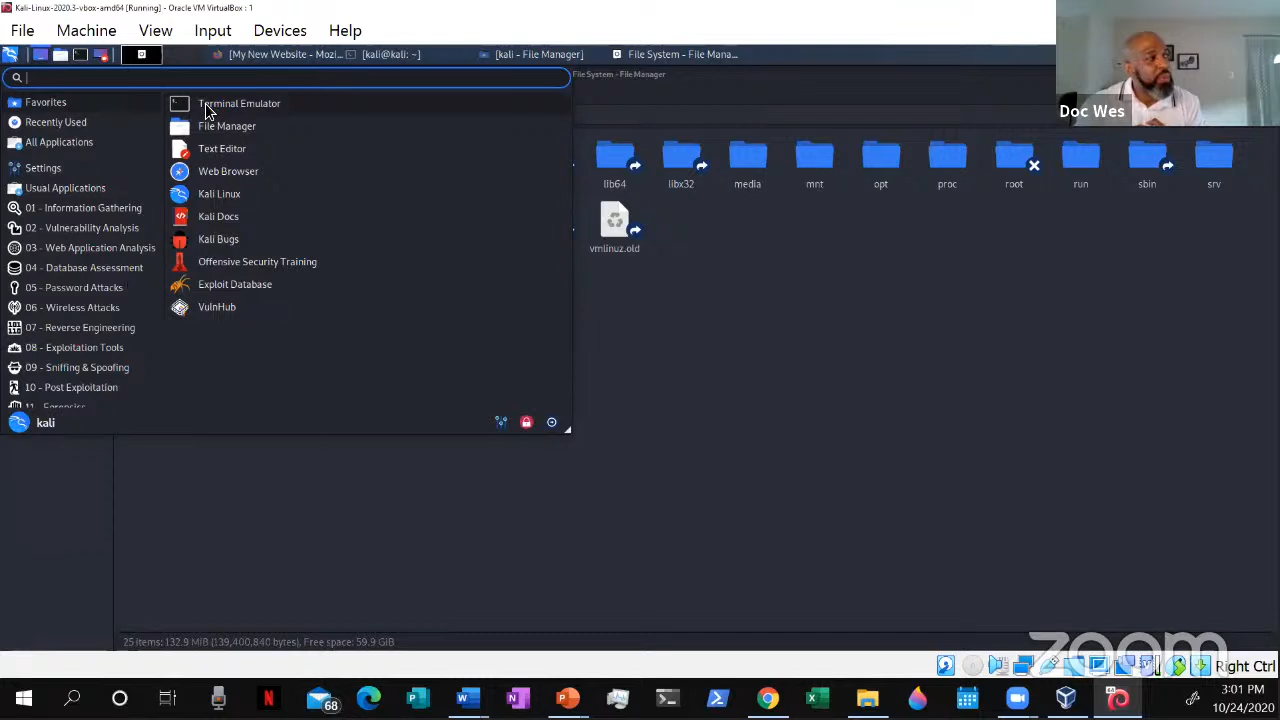 Kali-Linux-2020.3-vbox-amd64 [Running] - Oracle VM VirtualBox : 1
File Machine View Input Devices Help
[My New Website - Mozi... [kali@kali: ~] [kali - File Manager] File System - File Mana...
File System - File Manager
Doc Wes
Favorites
Recently Used
All Applications
Settings
Usual Applications
01 - Information Gathering
02 - Vulnerability Analysis
03 - Web Application Analysis
04 - Database Assessment
05 - Password Attacks
06 - Wireless Attacks
07 - Reverse Engineering
08 - Exploitation Tools
09 - Sniffing & Spoofing
10 - Post Exploitation
11 - Forensics
Terminal Emulator
File Manager
Text Editor
Web Browser
Kali Linux
Kali Docs
Kali Bugs
Offensive Security Training
Exploit Database
VulnHub
kali
lib64 libx32 media mnt opt proc root run sbin srv
vmlinuz.old
25 items: 132.9 MiB (139,400,840 bytes), Free space: 59.9 GiB
zoom
Right Ctrl
68
3:01 PM
10/24/2020